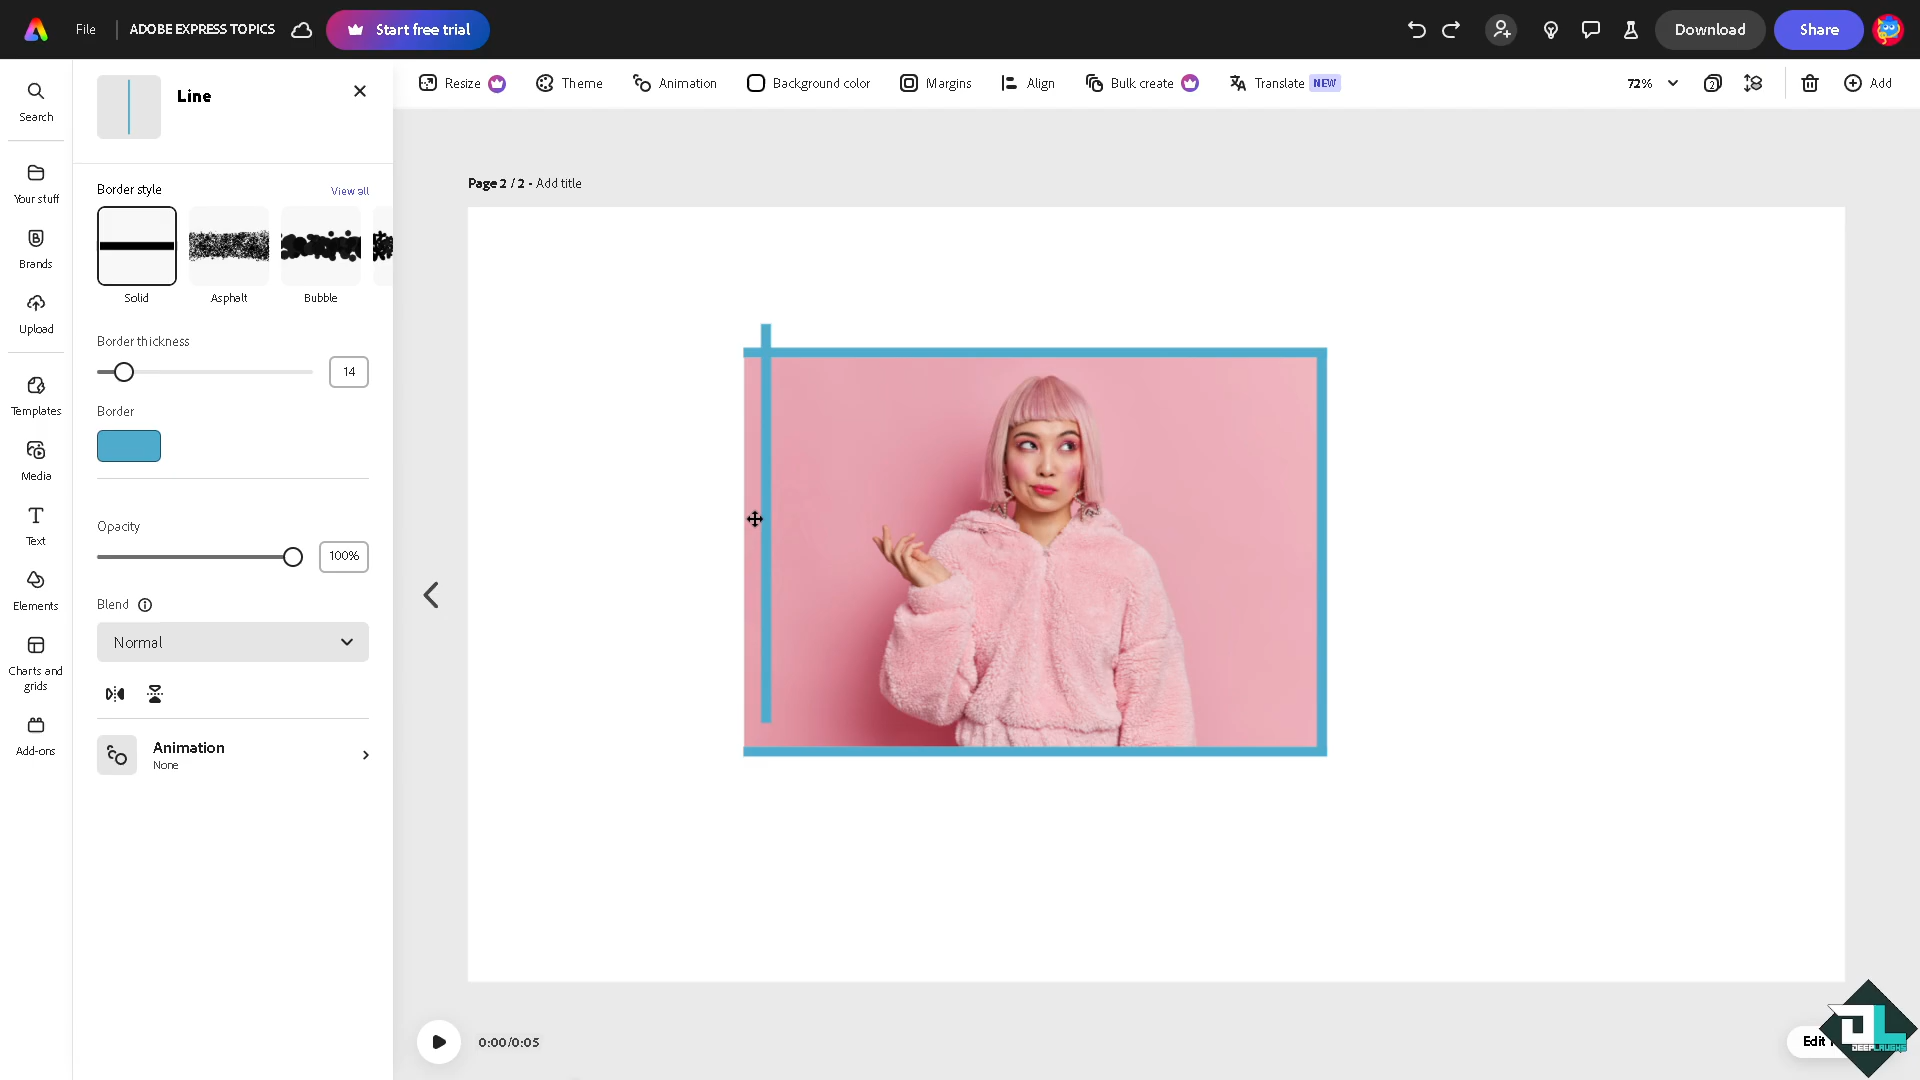 File
ADOBE EXPRESS TOPICS
Start free trial
Download
Share
Search
Your stuff
Brands
Upload
Templates
Media
Text
Elements
Charts and
grids
Add-ons
Line
Border style
View all
Solid
Asphalt
Bubble
Border thickness
14
Border
Opacity
100%
Blend
Normal
Animation
None
Resize
Theme
Animation
Background color
Margins
Align
Bulk create
Translate NEW
72%
2
Add
Page 2 / 2 - Add title
0:00/0:05
Edit
DEEPLAUGHS